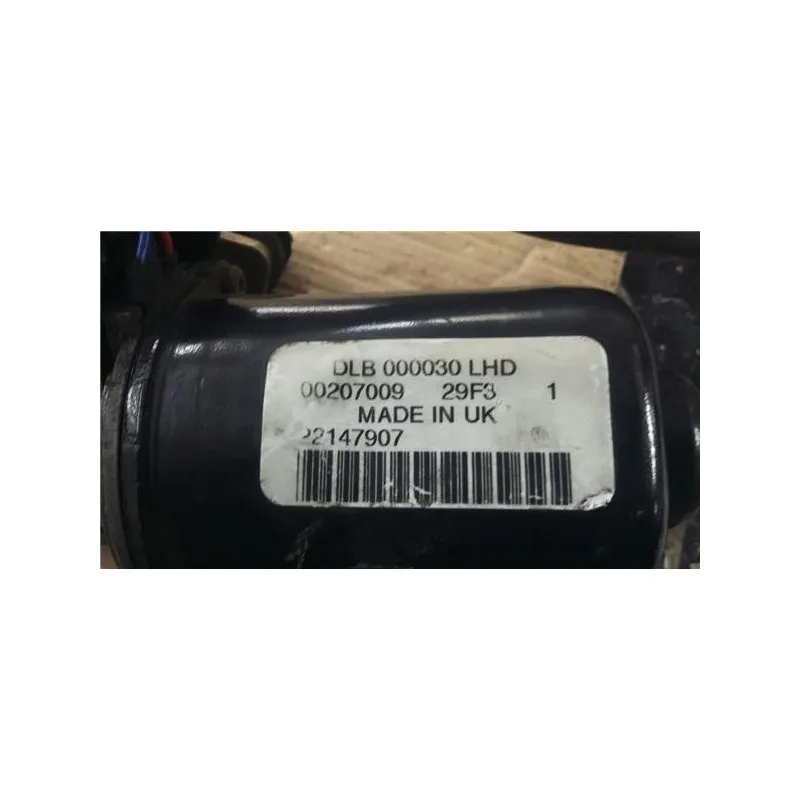 DLB 000030 LHD
00207009 29F3 1
MADE IN UK
22147907